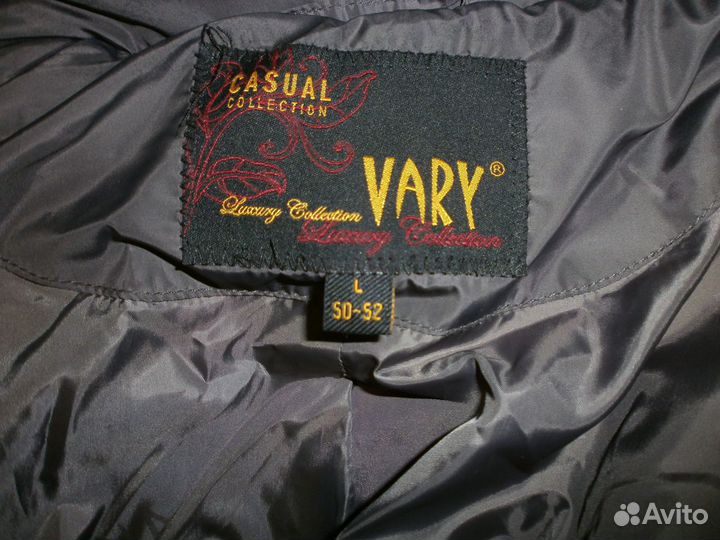 CASUAL
COLLECTION
VARY®
Luxury Collection
Luxury Collection
L
50~52
Avito